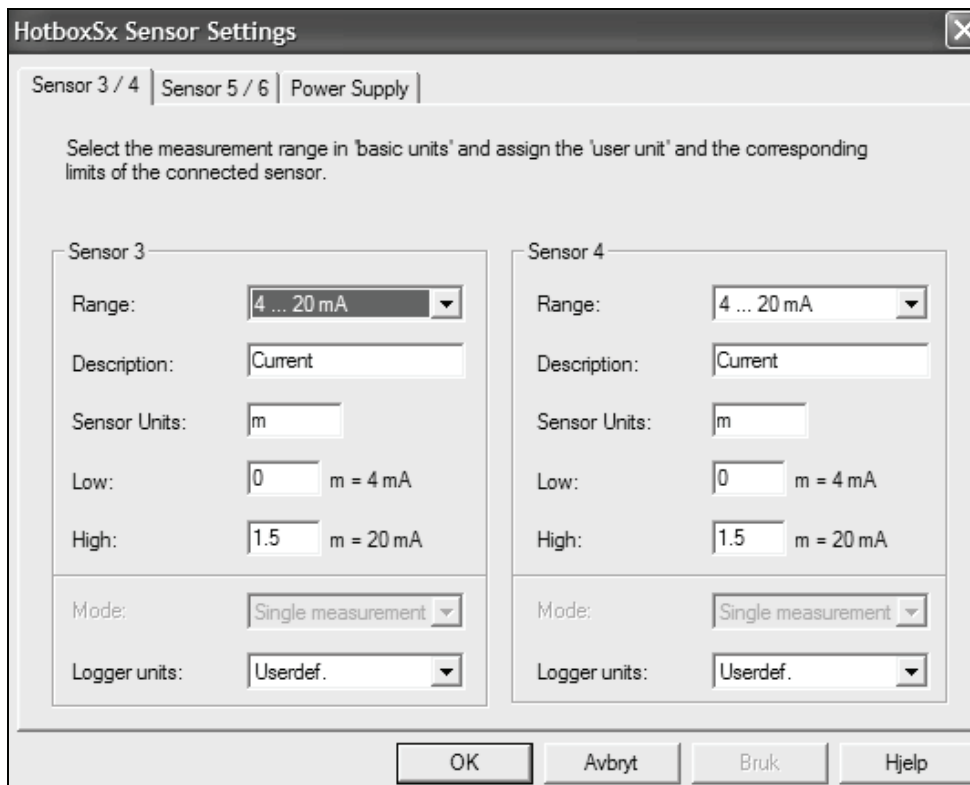 HotboxSx Sensor Settings
Sensor 3 / 4 Sensor 5 / 6 Power Supply
Select the measurement range in 'basic units' and assign the 'user unit' and the corresponding
limits of the connected sensor.
Sensor 3
Range: 4 ... 20 mA
Description: Current
Sensor Units: m
Low: 0 m = 4 mA
High: 1.5 m = 20 mA
Mode: Single measurement
Logger units: Userdef.
Sensor 4
Range: 4 ... 20 mA
Description: Current
Sensor Units: m
Low: 0 m = 4 mA
High: 1.5 m = 20 mA
Mode: Single measurement
Logger units: Userdef.
OK Avbryt Bruk Hjelp